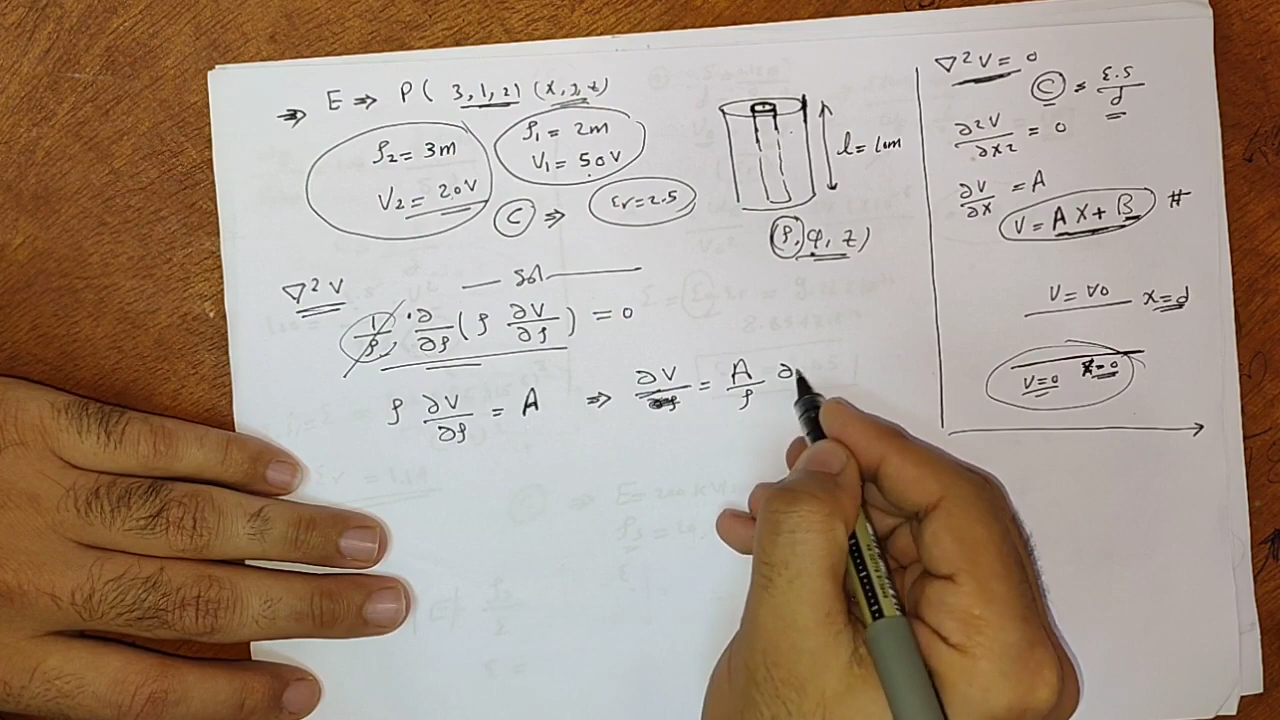 ⇒ E ⇒ P( 3,1,2) (x,y,z)
ρ₂ = 3m
V₂ = 20V
ρ₁ = 2m
V₁ = 50V
C ⇒ εr = 2.5
l = 10m
(ρ, φ, z)
∇²V
sol
1/ρ · ∂/∂ρ (ρ ∂V/∂ρ) = 0
ρ ∂V/∂ρ = A ⇒ ∂V = A/ρ ∂
∇²V = 0
C = ε.S/d
∂2V/∂x2 = 0
∂V/∂x = A
V = Ax + B #
V = V0 x = d
V = 0 x = 0